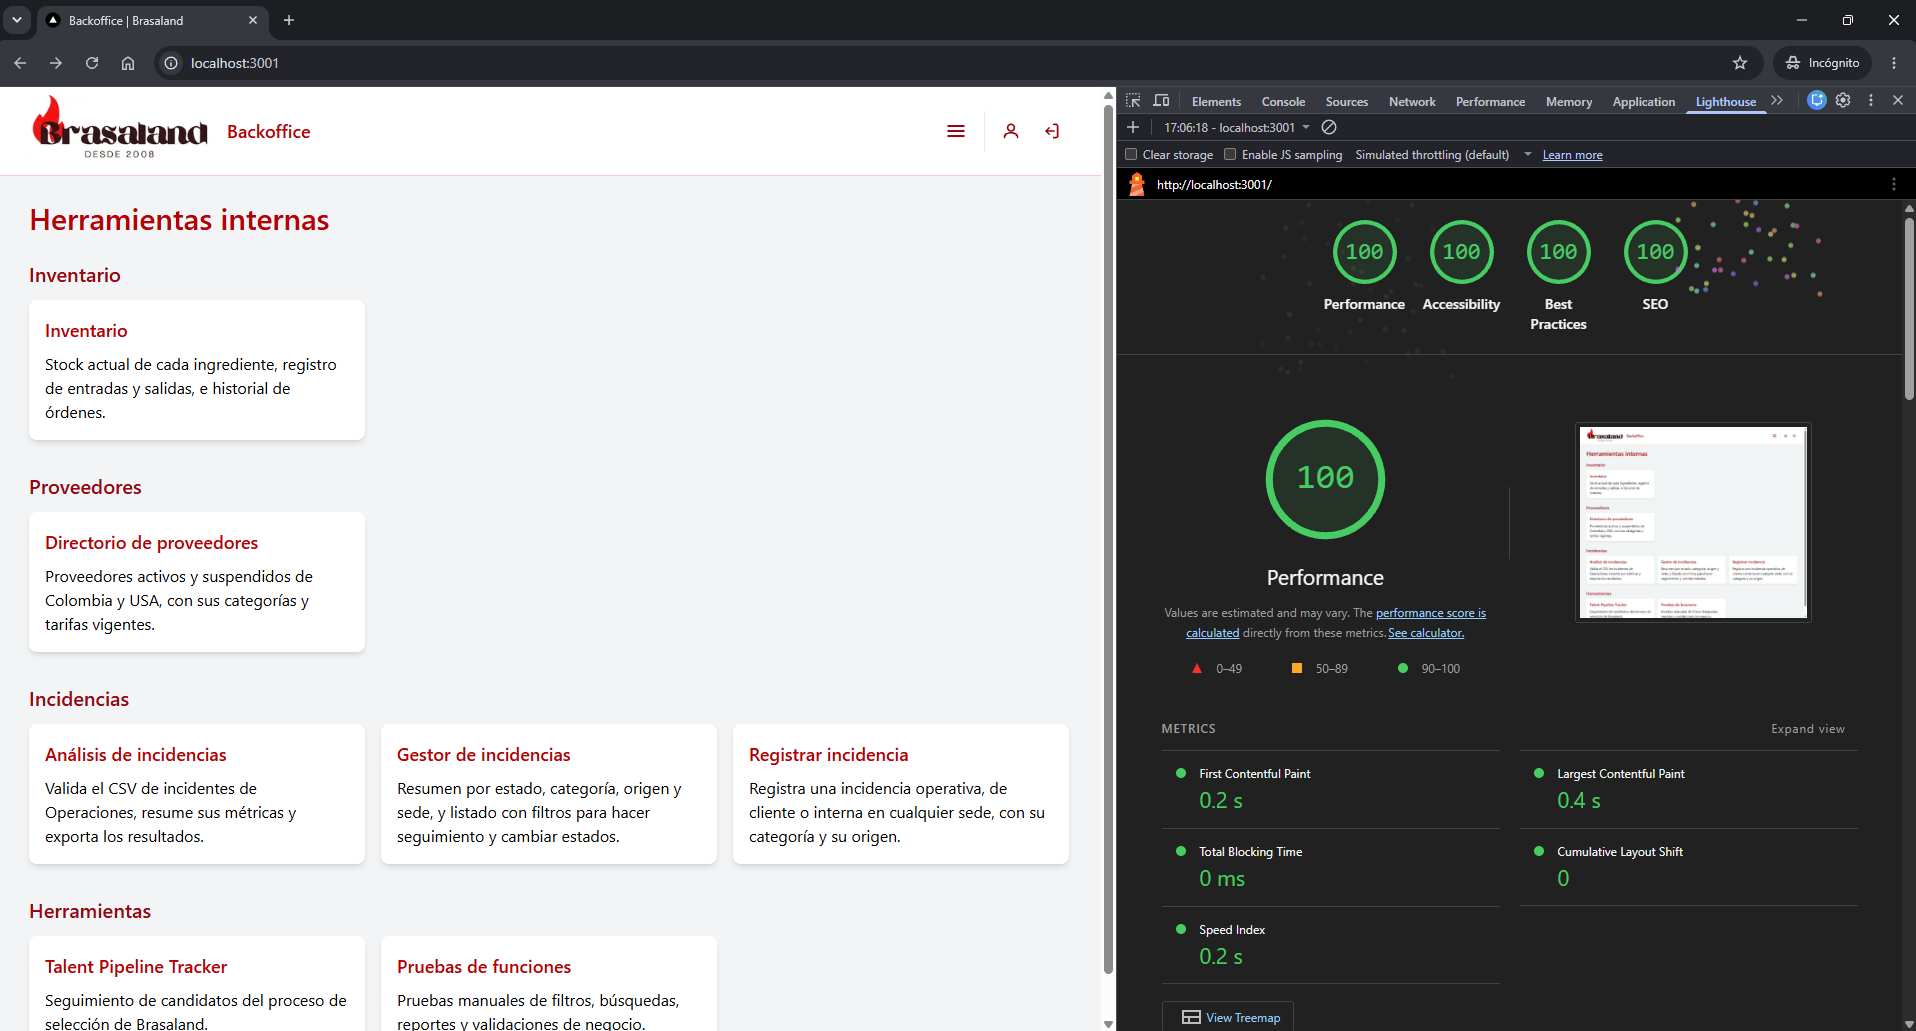 Backoffice | Brasaland
localhost:3001
Incógnito
Brasaland
DESDE 2008
Backoffice
Herramientas internas
Inventario
Inventario
Stock actual de cada ingrediente, registro
de entradas y salidas, e historial de
órdenes.
Proveedores
Directorio de proveedores
Proveedores activos y suspendidos de
Colombia y USA, con sus categorías y
tarifas vigentes.
Incidencias
Análisis de incidencias
Valida el CSV de incidentes de
Operaciones, resume sus métricas y
exporta los resultados.
Gestor de incidencias
Resumen por estado, categoría, origen y
sede, y listado con filtros para hacer
seguimiento y cambiar estados.
Registrar incidencia
Registra una incidencia operativa, de
cliente o interna en cualquier sede, con su
categoría y su origen.
Herramientas
Talent Pipeline Tracker
Seguimiento de candidatos del proceso de
selección de Brasaland.
Pruebas de funciones
Pruebas manuales de filtros, búsquedas,
reportes y validaciones de negocio.
Elements Console Sources Network Performance Memory Application Lighthouse
17:06:18 - localhost:3001
Clear storage Enable JS sampling Simulated throttling (default) Learn more
http://localhost:3001/
100 100 100 100
Performance Accessibility Best Practices SEO
100
Performance
Values are estimated and may vary. The performance score is
calculated directly from these metrics. See calculator.
0–49 50–89 90–100
METRICS Expand view
First Contentful Paint
0.2 s
Largest Contentful Paint
0.4 s
Total Blocking Time
0 ms
Cumulative Layout Shift
0
Speed Index
0.2 s
View Treemap